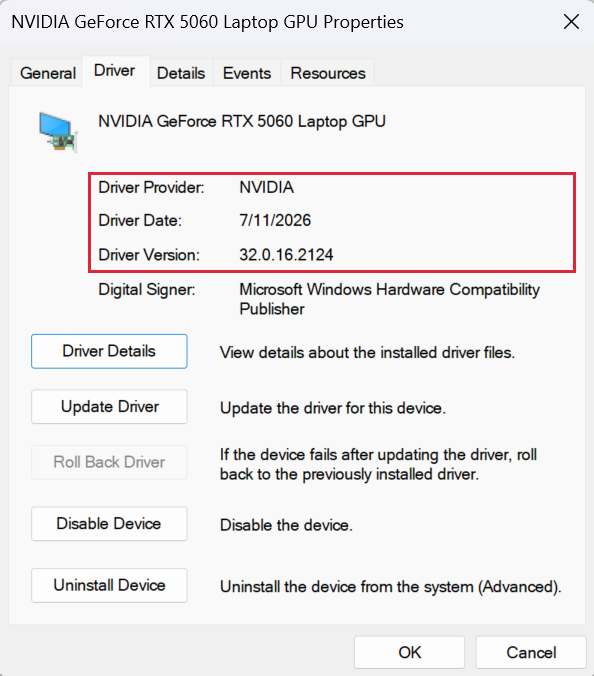 NVIDIA GeForce RTX 5060 Laptop GPU Properties
General Driver Details Events Resources
NVIDIA GeForce RTX 5060 Laptop GPU
Driver Provider: NVIDIA
Driver Date: 7/11/2026
Driver Version: 32.0.16.2124
Digital Signer: Microsoft Windows Hardware Compatibility
Publisher
Driver Details View details about the installed driver files.
Update Driver Update the driver for this device.
Roll Back Driver If the device fails after updating the driver, roll
back to the previously installed driver.
Disable Device Disable the device.
Uninstall Device Uninstall the device from the system (Advanced).
OK Cancel